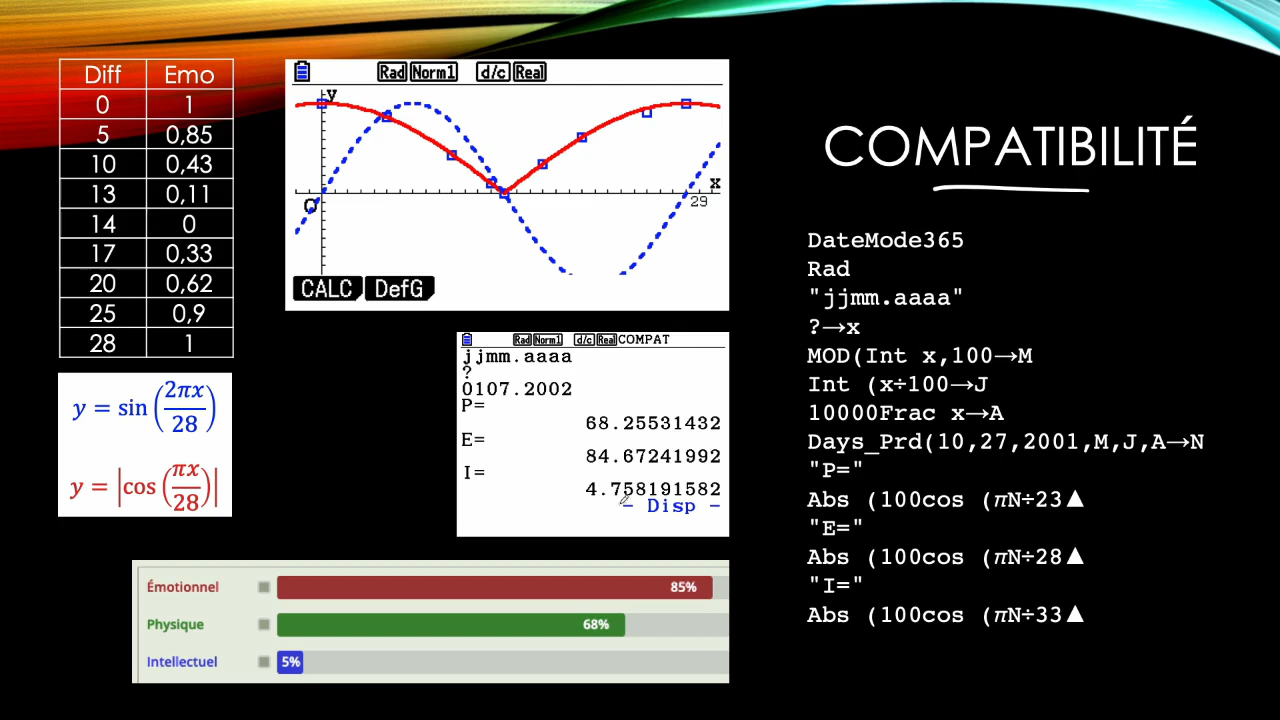 Diff Emo
0 1
5 0,85
10 0,43
13 0,11
14 0
17 0,33
20 0,62
25 0,9
28 1
y = sin(2πx/28)
y = |cos(πx/28)|
Rad Norm1 d/c Real
y
x
O
29
CALC DefG
Rad Norm1 d/c Real COMPAT
jjmm.aaaa
?
0107.2002
P=
68.25531432
E=
84.67241992
I=
4.758191582
- Disp -
Émotionnel 85%
Physique 68%
Intellectuel 5%
COMPATIBILITÉ
DateMode365
Rad
"jjmm.aaaa"
?→x
MOD(Int x,100→M
Int (x÷100→J
10000Frac x→A
Days_Prd(10,27,2001,M,J,A→N
"P="
Abs (100cos (πN÷23▲
"E="
Abs (100cos (πN÷28▲
"I="
Abs (100cos (πN÷33▲